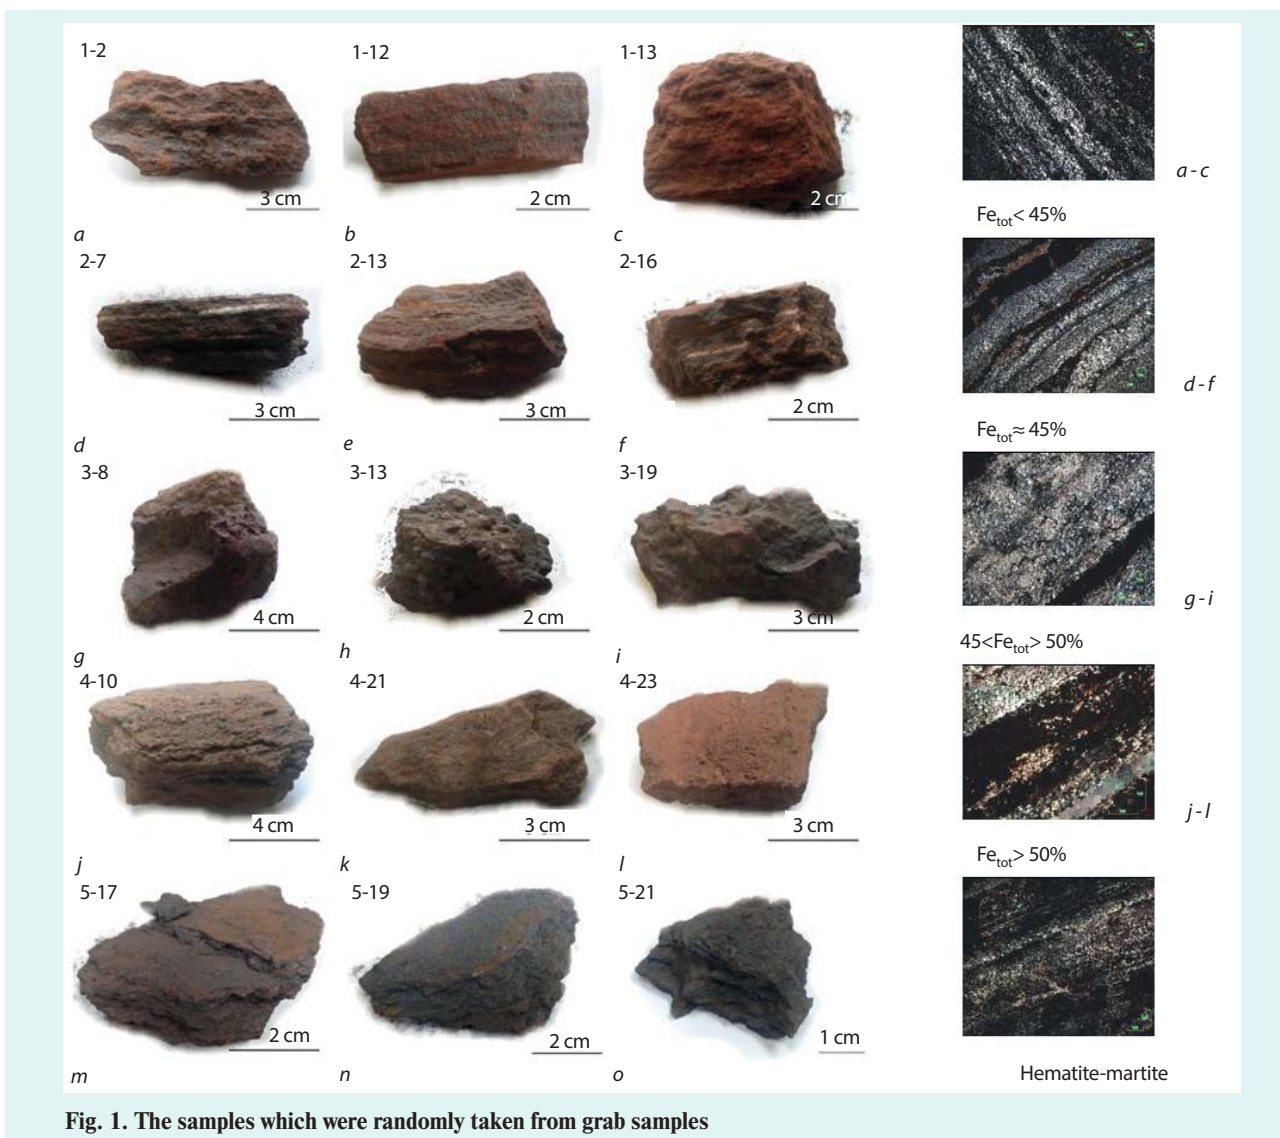 1-2
1-12
1-13
3 cm
2 cm
2 cm
a-c
Fe_tot< 45%
a
b
c
2-7
2-13
2-16
3 cm
3 cm
2 cm
d-f
Fe_tot≈ 45%
d
e
f
3-8
3-13
3-19
4 cm
2 cm
3 cm
g-i
45<Fe_tot> 50%
g
h
i
4-10
4-21
4-23
4 cm
3 cm
3 cm
j-l
Fe_tot> 50%
j
k
l
5-17
5-19
5-21
2 cm
2 cm
1 cm
m
n
o
Hematite-martite
Fig. 1. The samples which were randomly taken from grab samples